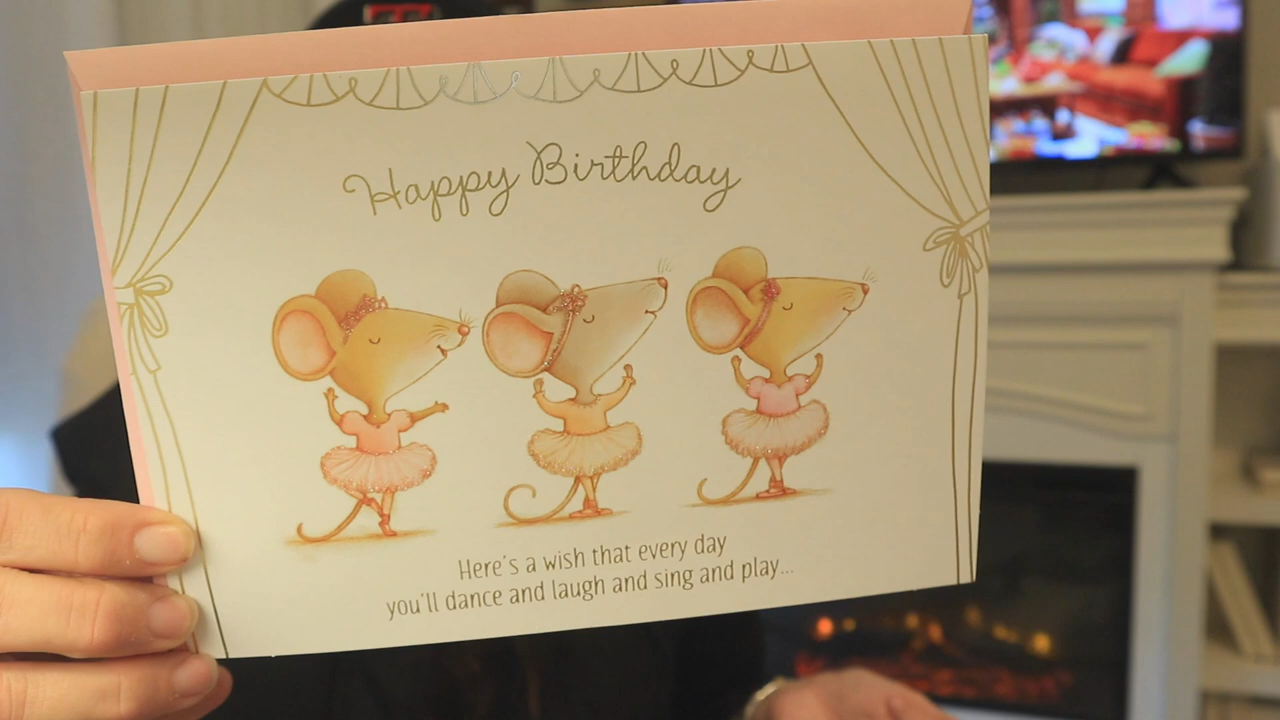 Happy Birthday
Here's a wish that every day
you'll dance and laugh and sing and play...